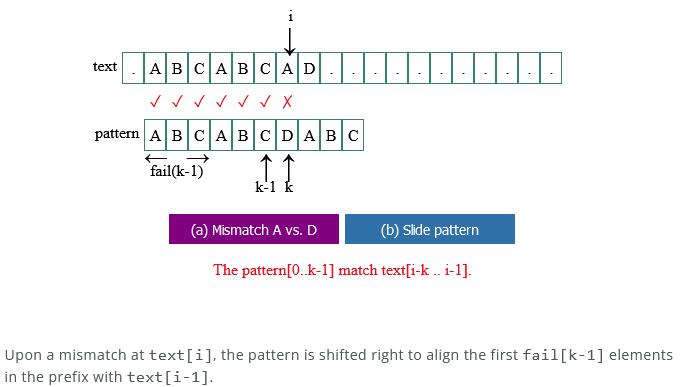 i
text . A B C A B C A D . . . . . . . . . . .
✓ ✓ ✓ ✓ ✓ ✓ ✗
pattern A B C A B C D A B C
fail(k-1)
k-1 k
(a) Mismatch A vs. D (b) Slide pattern
The pattern[0..k-1] match text[i-k .. i-1].
Upon a mismatch at text[i], the pattern is shifted right to align the first fail[k-1] elements
in the prefix with text[i-1].